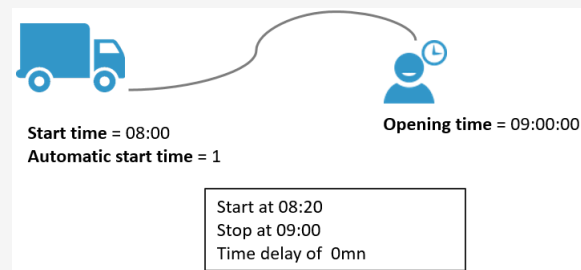 Start time = 08:00
Automatic start time = 1
Opening time = 09:00:00
Start at 08:20
Stop at 09:00
Time delay of 0mn